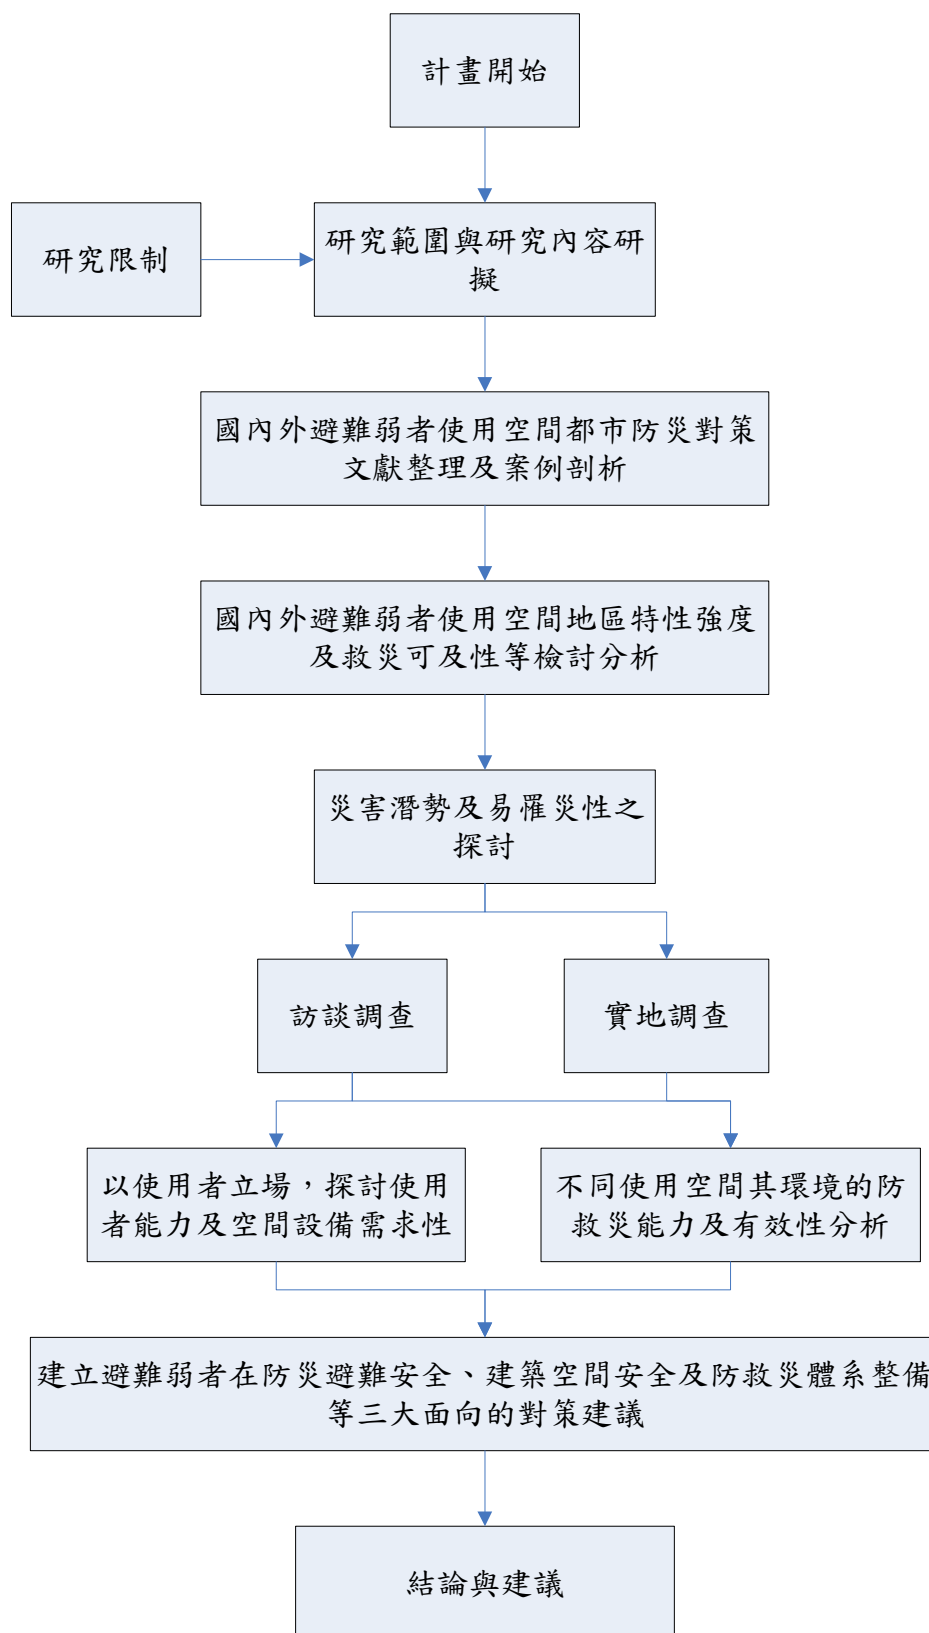 計畫開始
研究限制
研究範圍與研究內容研
擬
國內外避難弱者使用空間都市防災對策
文獻整理及案例剖析
國內外避難弱者使用空間地區特性強度
及救災可及性等檢討分析
災害潛勢及易罹災性之
探討
訪談調查
實地調查
以使用者立場，探討使用
者能力及空間設備需求性
不同使用空間其環境的防
救災能力及有效性分析
建立避難弱者在防災避難安全、建築空間安全及防救災體系整備
等三大面向的對策建議
結論與建議